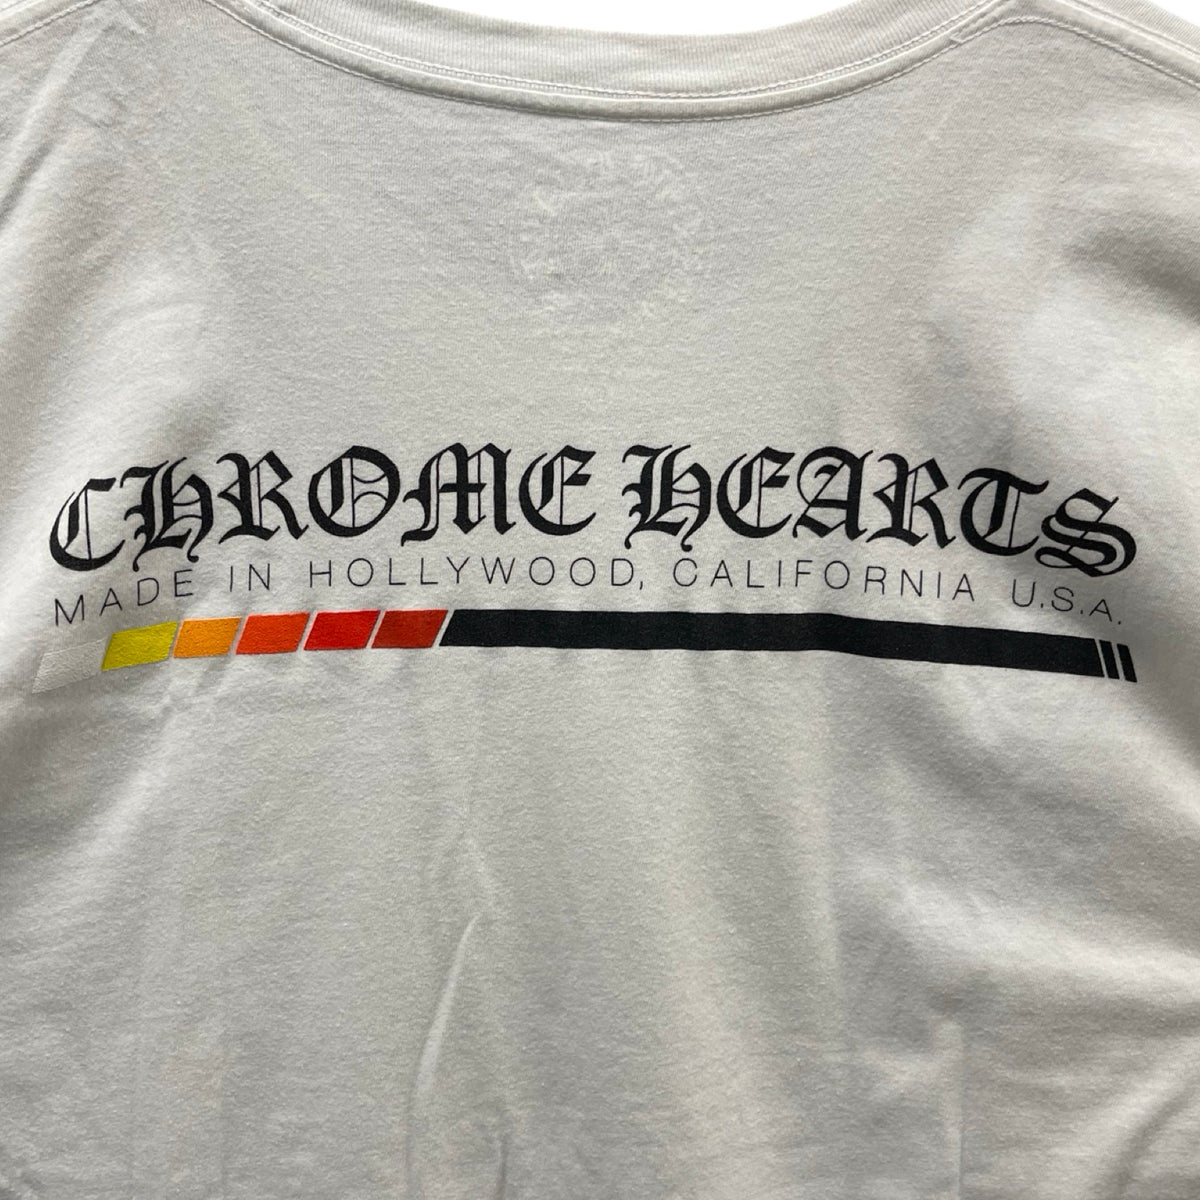 CHROME HEARTS
MADE IN HOLLYWOOD, CALIFORNIA U.S.A.